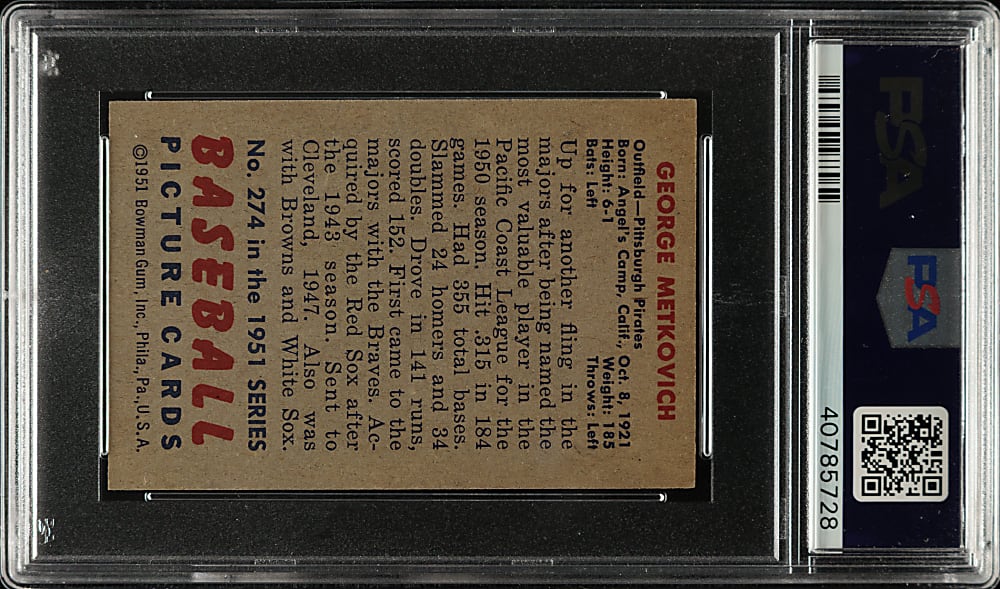 PSA
PSA
40785728
GEORGE METKOVICH
Outfield—Pittsburgh Pirates
Born: Angel's Camp, Calif., Oct. 8, 1921
Height: 6-1 Weight: 185
Bats: Left Throws: Left
Up for another fling in the
majors after being named the
most valuable player in the
Pacific Coast League for the
1950 season. Hit .315 in 184
games. Had 355 total bases.
Slammed 24 homers and 34
doubles. Drove in 141 runs,
scored 152. First came to the
majors with the Braves. Ac-
quired by the Red Sox after
the 1943 season. Sent to
Cleveland, 1947. Also was
with Browns and White Sox.
No. 274 in the 1951 SERIES
BASEBALL
PICTURE CARDS
©1951 Bowman Gum, Inc., Phila., Pa., U.S.A.